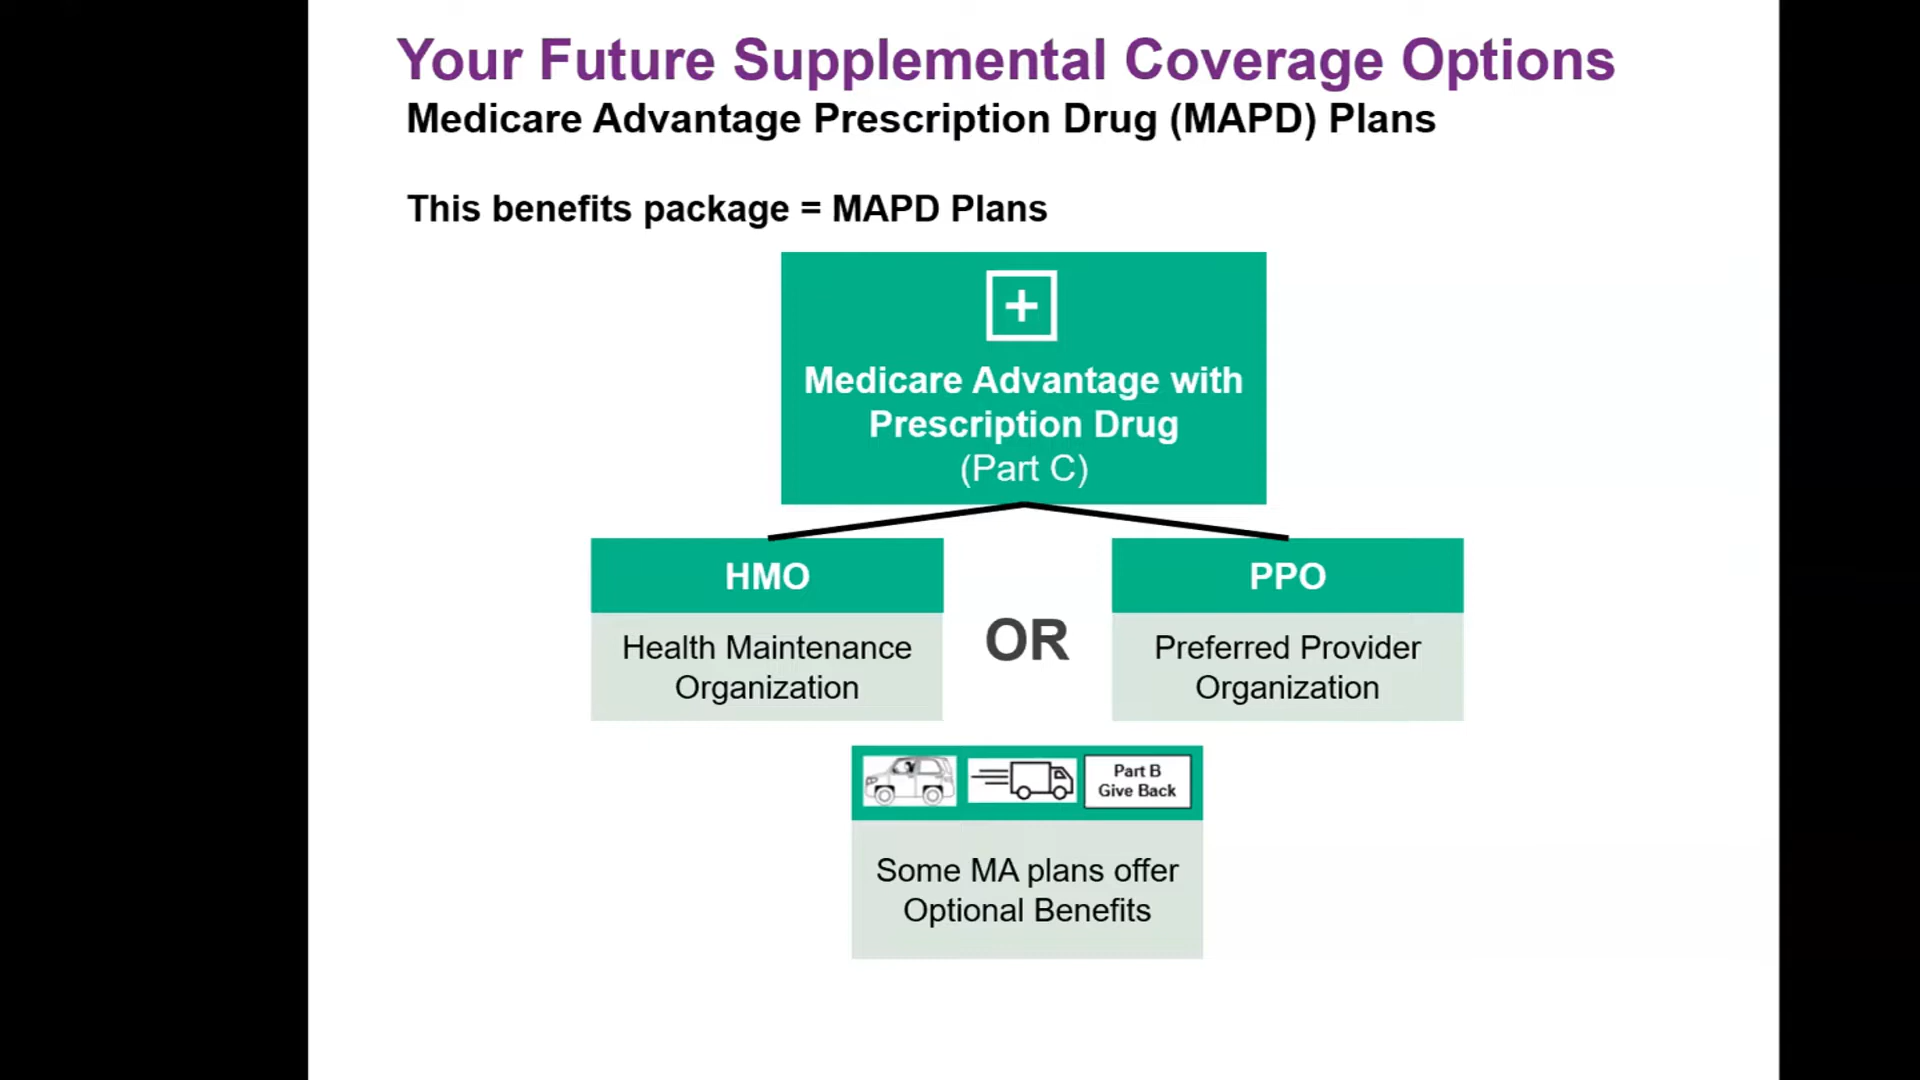 Your Future Supplemental Coverage Options
Medicare Advantage Prescription Drug (MAPD) Plans
This benefits package = MAPD Plans
Medicare Advantage with
Prescription Drug
(Part C)
HMO
Health Maintenance
Organization
OR
PPO
Preferred Provider
Organization
Part B
Give Back
Some MA plans offer
Optional Benefits